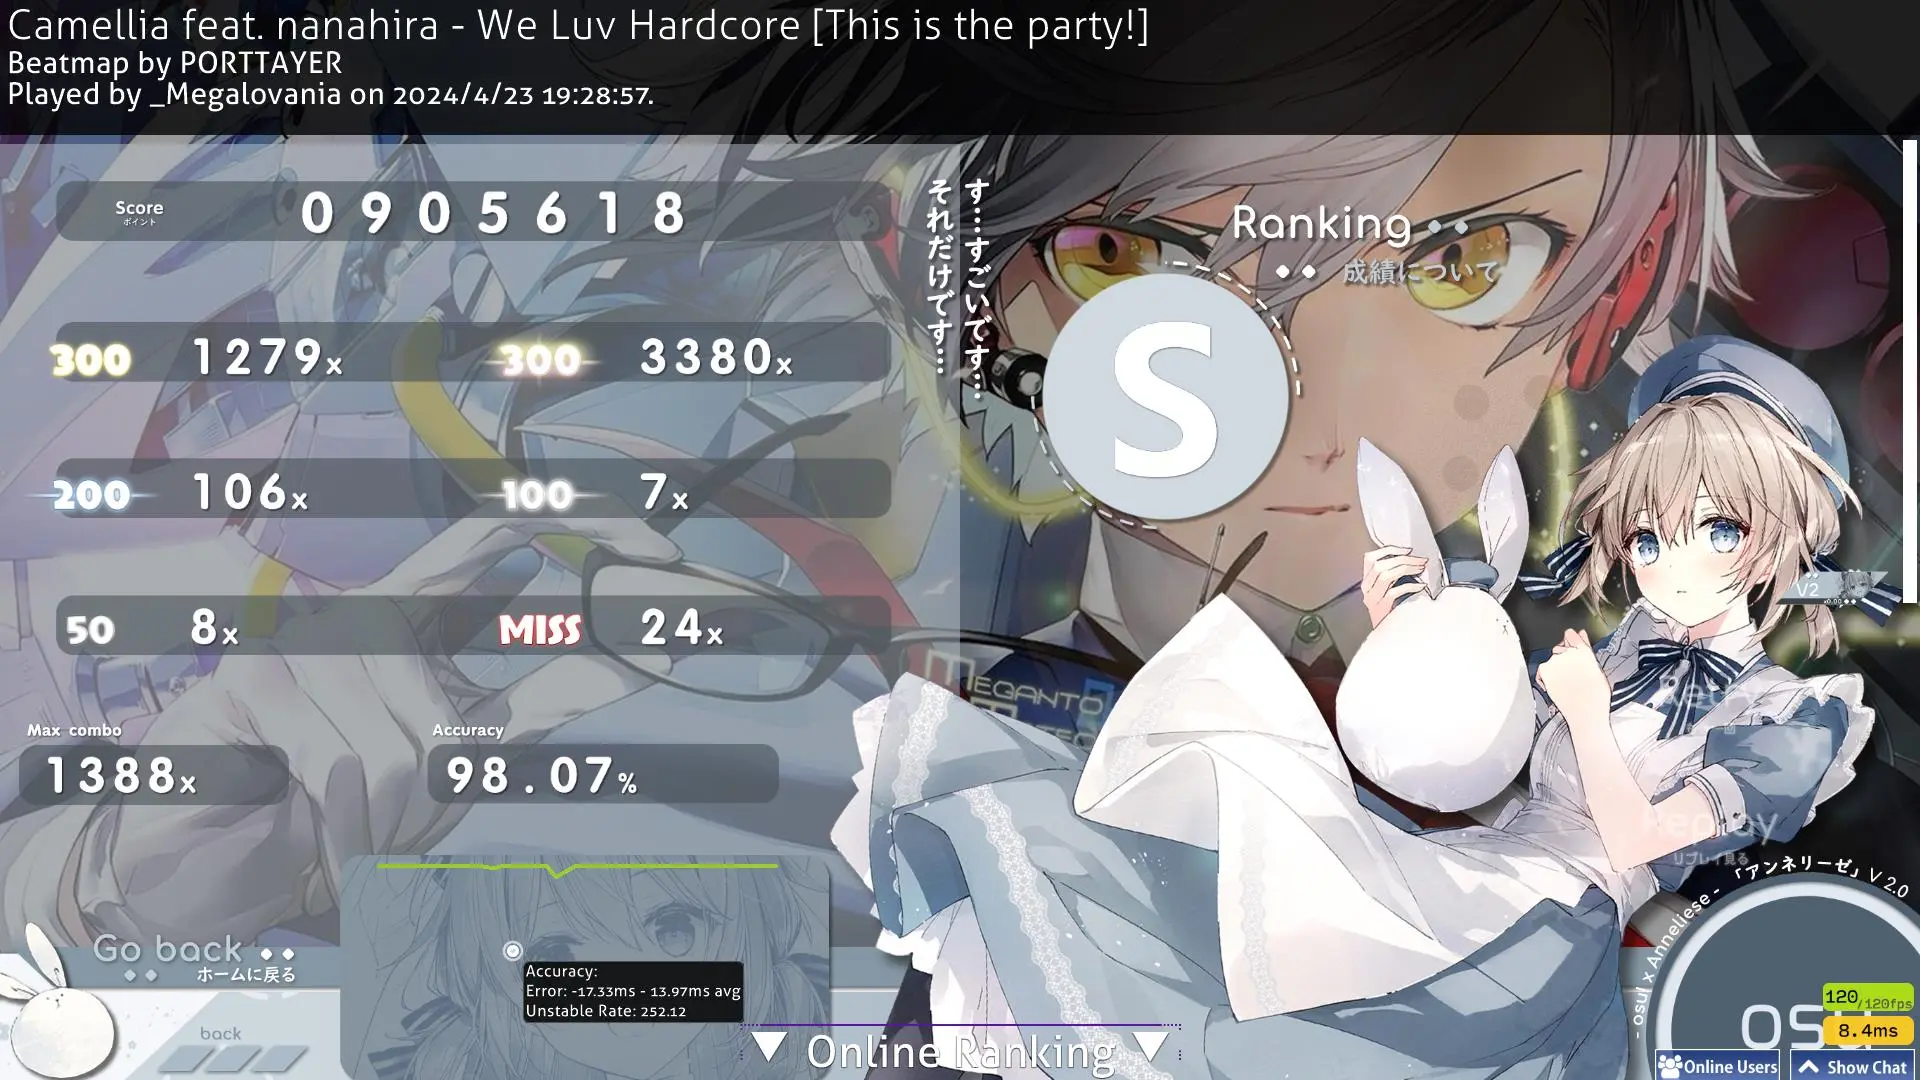 Camellia feat. nanahira - We Luv Hardcore [This is the party!]
Beatmap by PORTTAYER
Played by _Megalovania on 2024/4/23 19:28:57.
Score
ポイント
0905618
す…すごいです…
それだけです…
Ranking
成績について
S
300 1279x
300 3380x
200 106x
100 7x
50 8x
MISS 24x
V2
MEGANTO
Max combo
1388x
Accuracy
98.07%
Replay
リプレイ見る
- osu! x Anneliese - 「アンネリーゼ」 V 2.0
Go back
ホームに戻る
back
Accuracy:
Error: -17.33ms - 13.97ms avg
Unstable Rate: 252.12
Online Ranking
120/120fps
8.4ms
Online Users
Show Chat